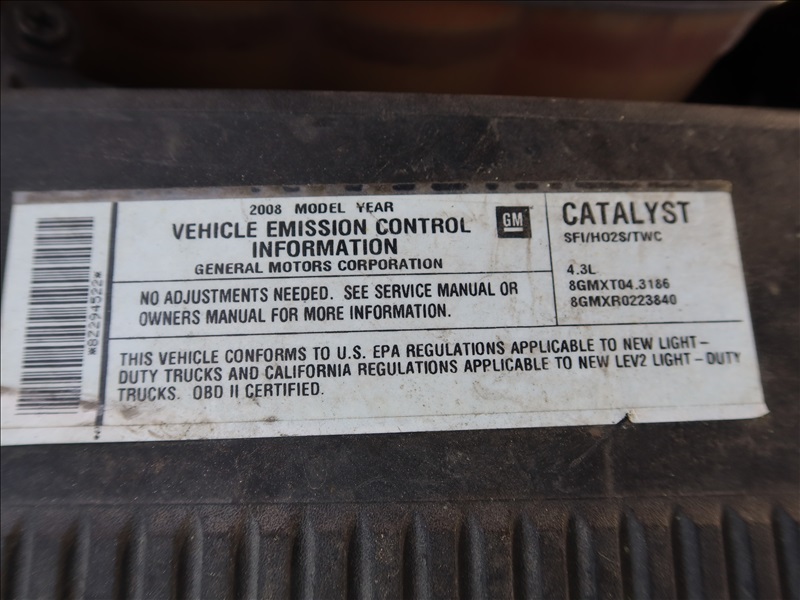 2008 MODEL YEAR
VEHICLE EMISSION CONTROL
INFORMATION
GENERAL MOTORS CORPORATION
GM
CATALYST
SFI/HO2S/TWC
4.3L
8GMXT04.3186
8GMXR0223840
NO ADJUSTMENTS NEEDED. SEE SERVICE MANUAL OR
OWNERS MANUAL FOR MORE INFORMATION.
THIS VEHICLE CONFORMS TO U.S. EPA REGULATIONS APPLICABLE TO NEW LIGHT-
DUTY TRUCKS AND CALIFORNIA REGULATIONS APPLICABLE TO NEW LEV2 LIGHT-DUTY
TRUCKS. OBD II CERTIFIED.
*82294522*